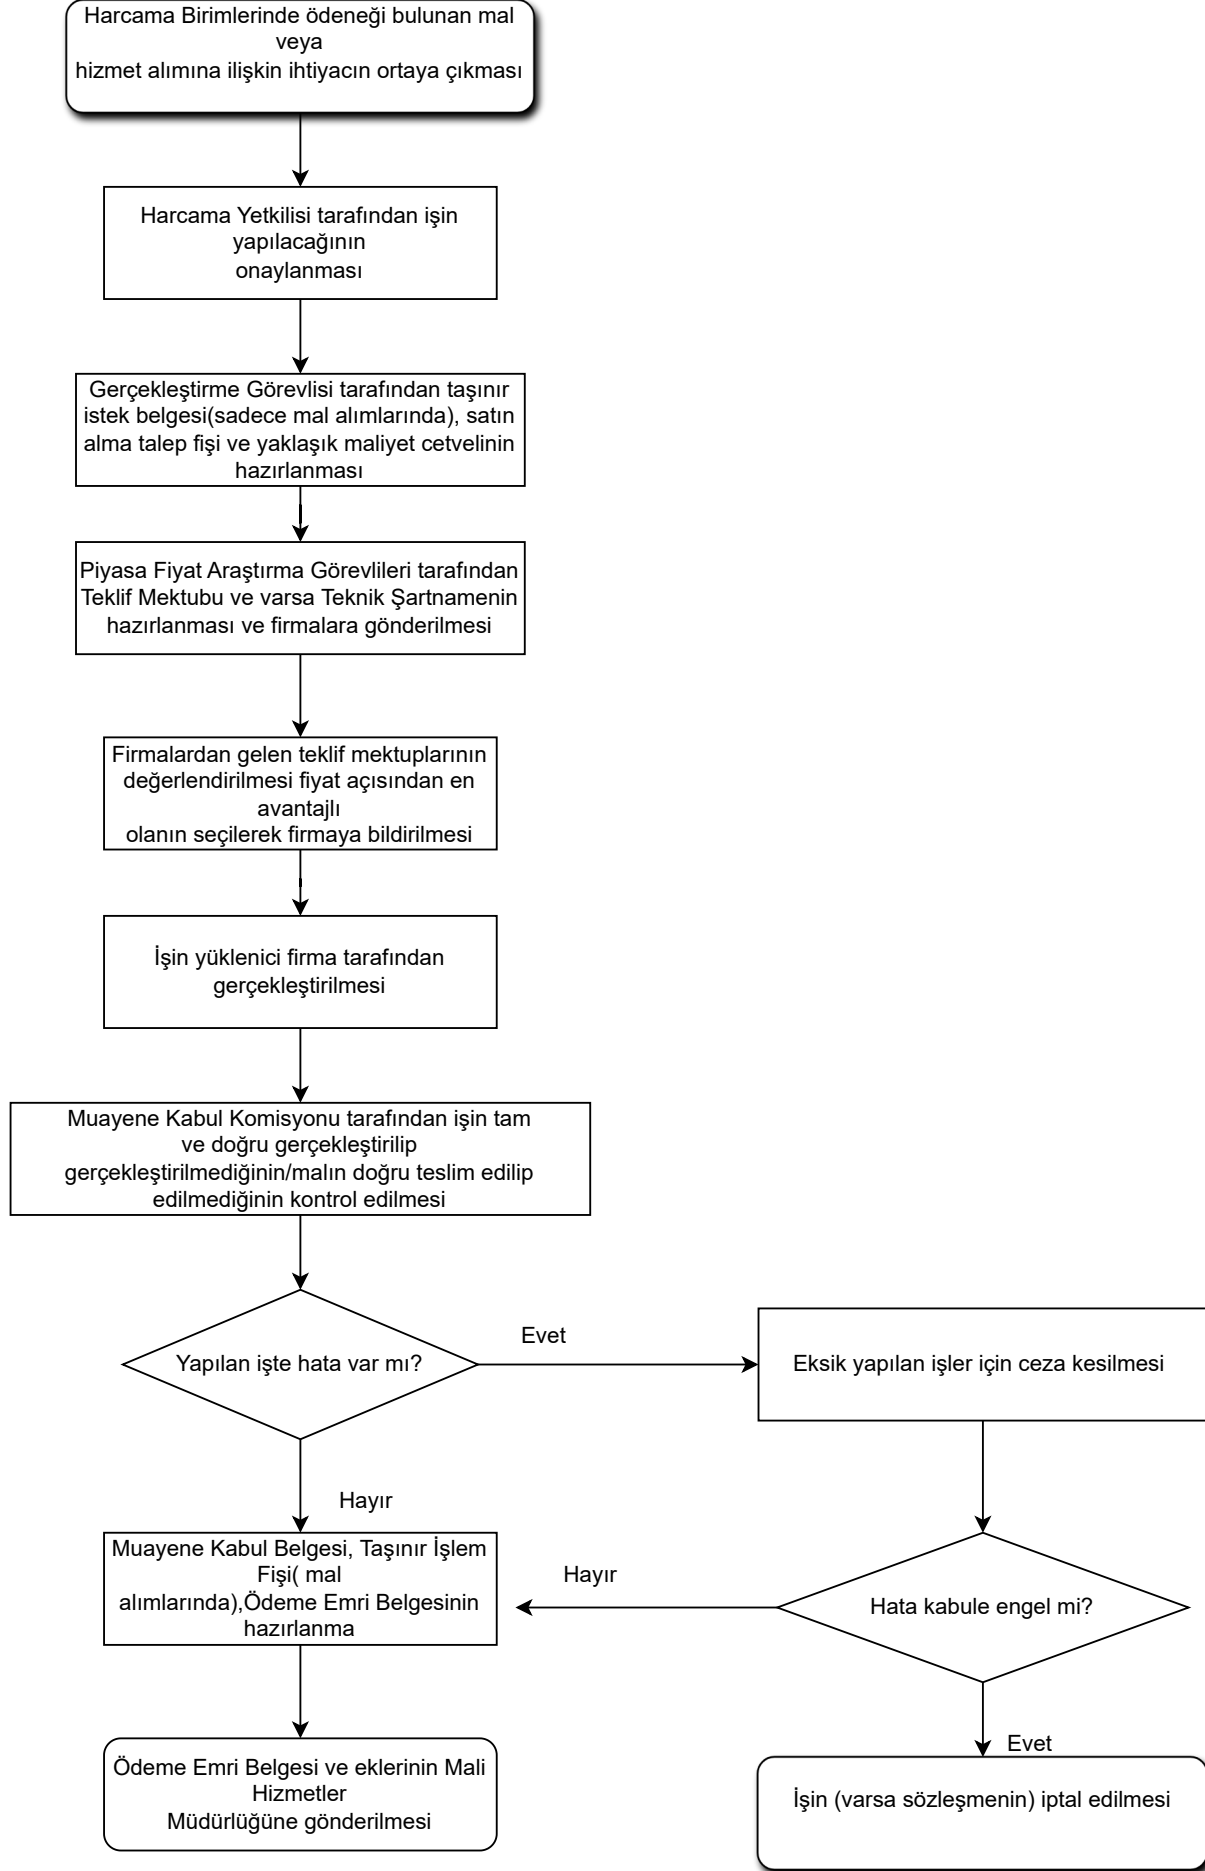 Harcama Birimlerinde ödeneği bulunan mal
veya
hizmet alımına ilişkin ihtiyacın ortaya çıkması
Harcama Yetkilisi tarafından işin
yapılacağının
onaylanması
Gerçekleştirme Görevlisi tarafından taşınır
istek belgesi(sadece mal alımlarında), satın
alma talep fişi ve yaklaşık maliyet cetvelinin
hazırlanması
Piyasa Fiyat Araştırma Görevlileri tarafından
Teklif Mektubu ve varsa Teknik Şartnamenin
hazırlanması ve firmalara gönderilmesi
Firmalardan gelen teklif mektuplarının
değerlendirilmesi fiyat açısından en
avantajlı
olanın seçilerek firmaya bildirilmesi
İşin yüklenici firma tarafından
gerçekleştirilmesi
Muayene Kabul Komisyonu tarafından işin tam
ve doğru gerçekleştirilip
gerçekleştirilmediğinin/malın doğru teslim edilip
edilmediğinin kontrol edilmesi
Yapılan işte hata var mı?
Evet
Eksik yapılan işler için ceza kesilmesi
Hayır
Muayene Kabul Belgesi, Taşınır İşlem
Fişi( mal
alımlarında),Ödeme Emri Belgesinin
hazırlanma
Hayır
Hata kabule engel mi?
Evet
Ödeme Emri Belgesi ve eklerinin Mali
Hizmetler
Müdürlüğüne gönderilmesi
İşin (varsa sözleşmenin) iptal edilmesi